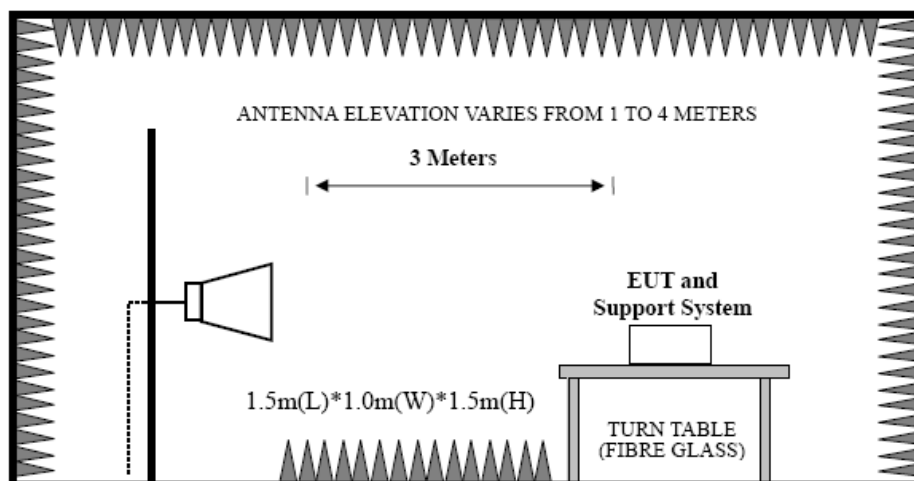 ANTENNA ELEVATION VARIES FROM 1 TO 4 METERS
3 Meters
EUT and
Support System
1.5m(L)*1.0m(W)*1.5m(H)
TURN TABLE
(FIBRE GLASS)